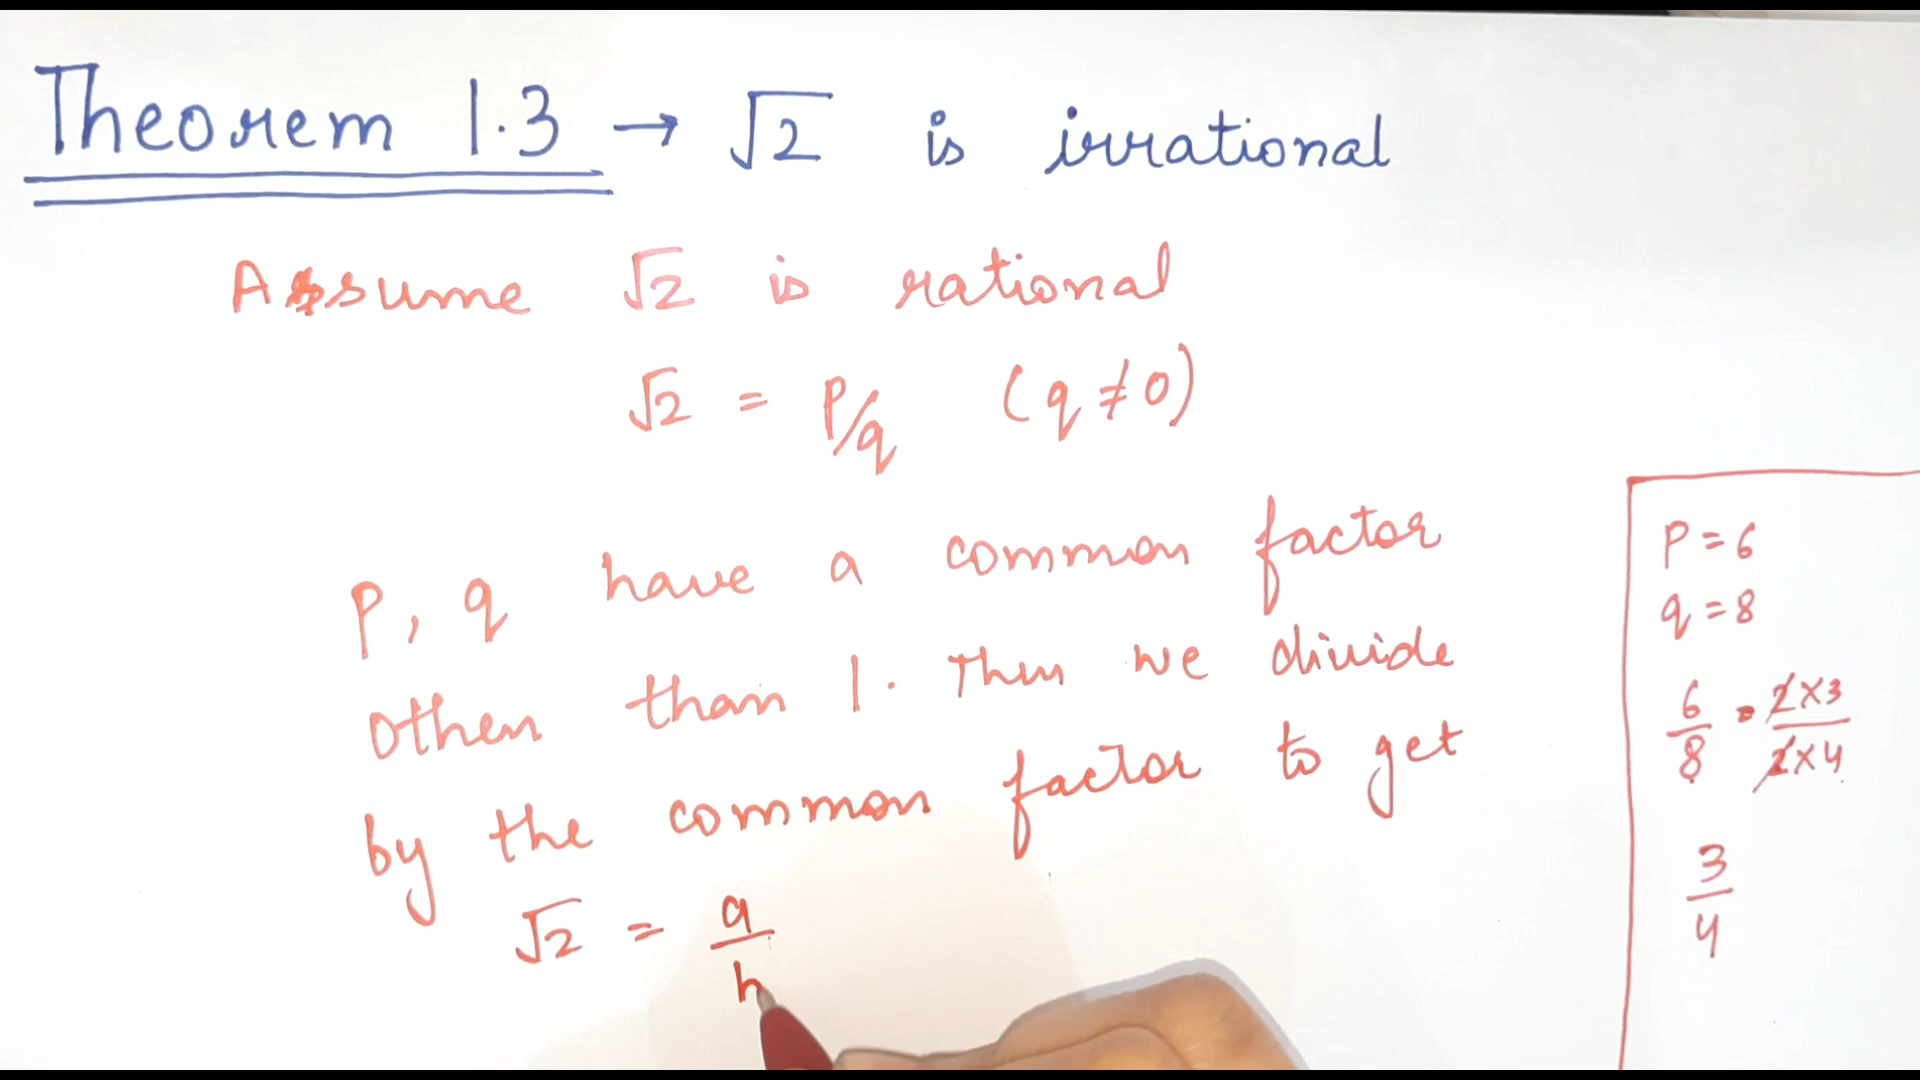 Theorem 1.3 → √2 is irrational
Assume √2 is rational
√2 = P/q (q≠0)
P, q have a common factor
other than 1. Then we divide
by the common factor to get
√2 = a/b
P = 6
q = 8
6/8 = 2×3/2×4
3/4